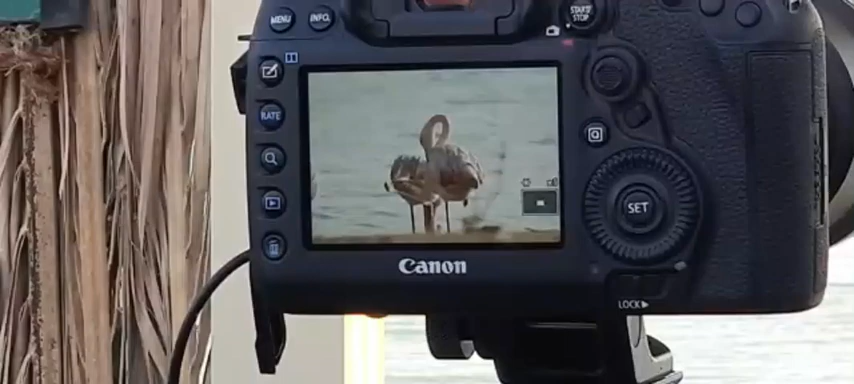 MENU
INFO.
START/
STOP
RATE
Q
SET
Canon
LOCK▶